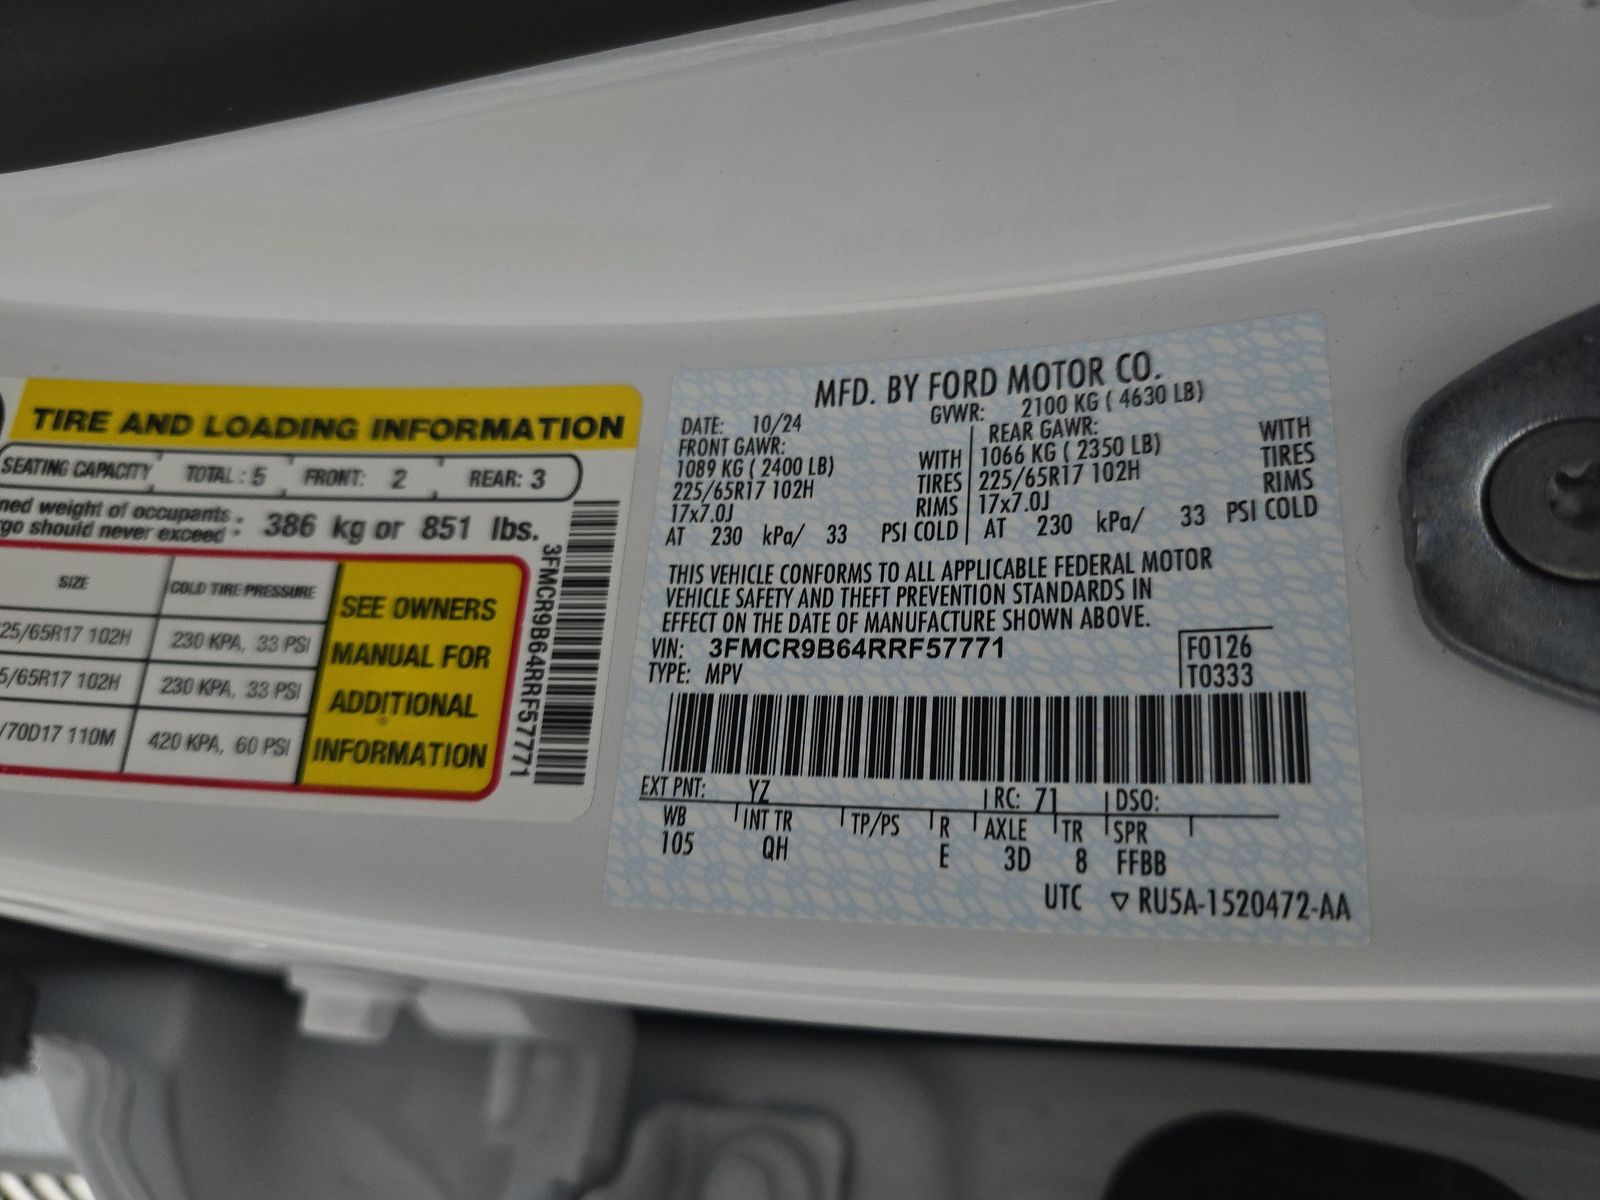 TIRE AND LOADING INFORMATION
SEATING CAPACITY TOTAL: 5 FRONT: 2 REAR: 3
weight of occupants
should never exceed : 386 kg or 851 lbs.
SIZE COLD TIRE PRESSURE
25/65R17 102H 230 KPA, 33 PSI
5/65R17 102H 230 KPA, 33 PSI
/70D17 110M 420 KPA, 60 PSI
SEE OWNERS
MANUAL FOR
ADDITIONAL
INFORMATION
3FMCR9B64RRF57771
MFD. BY FORD MOTOR CO.
DATE: 10/24 GVWR: 2100 KG ( 4630 LB)
FRONT GAWR: REAR GAWR:
1089 KG ( 2400 LB) WITH 1066 KG ( 2350 LB) WITH
225/65R17 102H TIRES 225/65R17 102H TIRES
17x7.0J RIMS 17x7.0J RIMS
AT 230 kPa/ 33 PSI COLD AT 230 kPa/ 33 PSI COLD
THIS VEHICLE CONFORMS TO ALL APPLICABLE FEDERAL MOTOR
VEHICLE SAFETY AND THEFT PREVENTION STANDARDS IN
EFFECT ON THE DATE OF MANUFACTURE SHOWN ABOVE.
VIN: 3FMCR9B64RRF57771 F0126
TYPE: MPV T0333
EXT PNT: YZ RC: 71 DSO:
WB INT TR TP/PS R AXLE TR SPR
105 QH E 3D 8 FFBB
UTC ▽ RU5A-1520472-AA